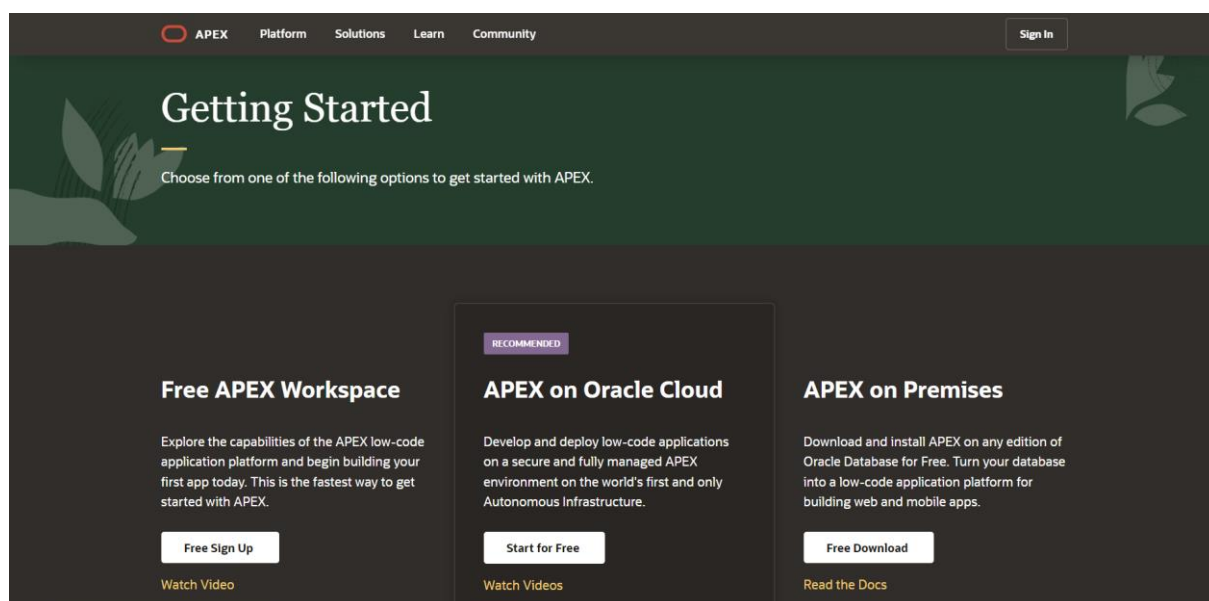 APEX Platform Solutions Learn Community Sign In
Getting Started
Choose from one of the following options to get started with APEX.
Free APEX Workspace
Explore the capabilities of the APEX low-code
application platform and begin building your
first app today. This is the fastest way to get
started with APEX.
Free Sign Up
Watch Video
RECOMMENDED
APEX on Oracle Cloud
Develop and deploy low-code applications
on a secure and fully managed APEX
environment on the world's first and only
Autonomous Infrastructure.
Start for Free
Watch Videos
APEX on Premises
Download and install APEX on any edition of
Oracle Database for Free. Turn your database
into a low-code application platform for
building web and mobile apps.
Free Download
Read the Docs